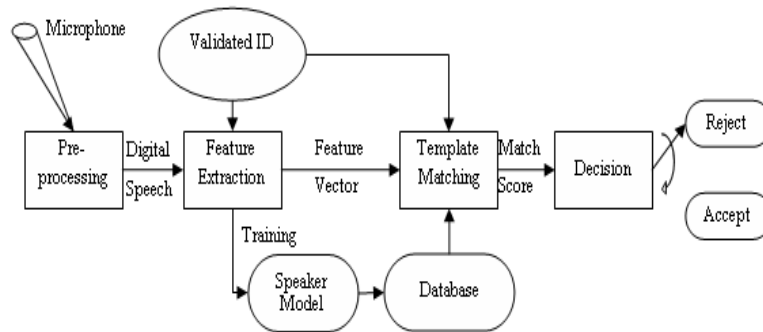 Microphone
Validated ID
Pre-
processing
Digital
Speech
Feature
Extraction
Feature
Vector
Template
Matching
Match
Score
Decision
Reject
Accept
Training
Speaker
Model
Database